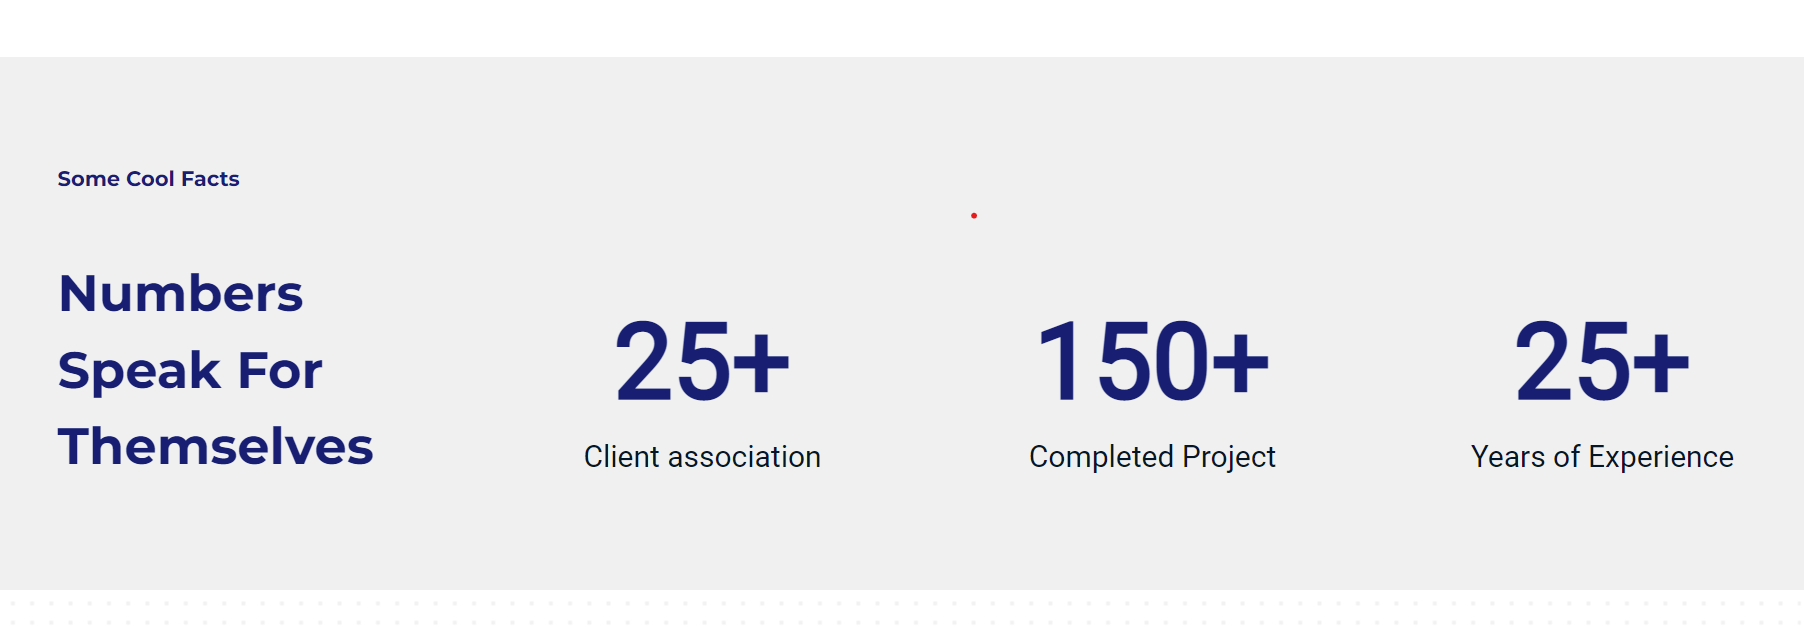 Some Cool Facts
Numbers
Speak For
Themselves
25+
Client association
150+
Completed Project
25+
Years of Experience